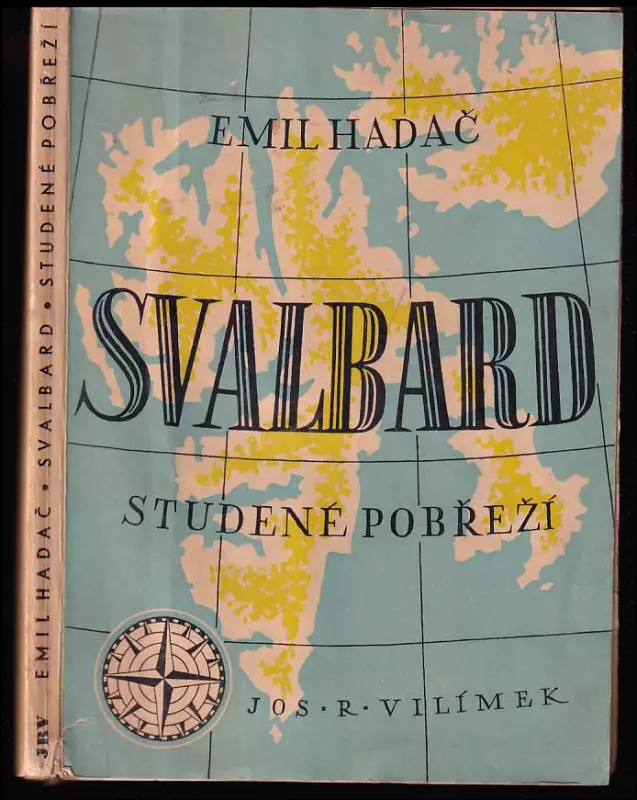 EMIL HADAČ
SVALBARD
STUDENÉ POBŘEŽÍ
JOS • R • VILÍMEK
JRV EMIL HADAČ • SVALBARD • STUDENÉ POBŘEŽÍ